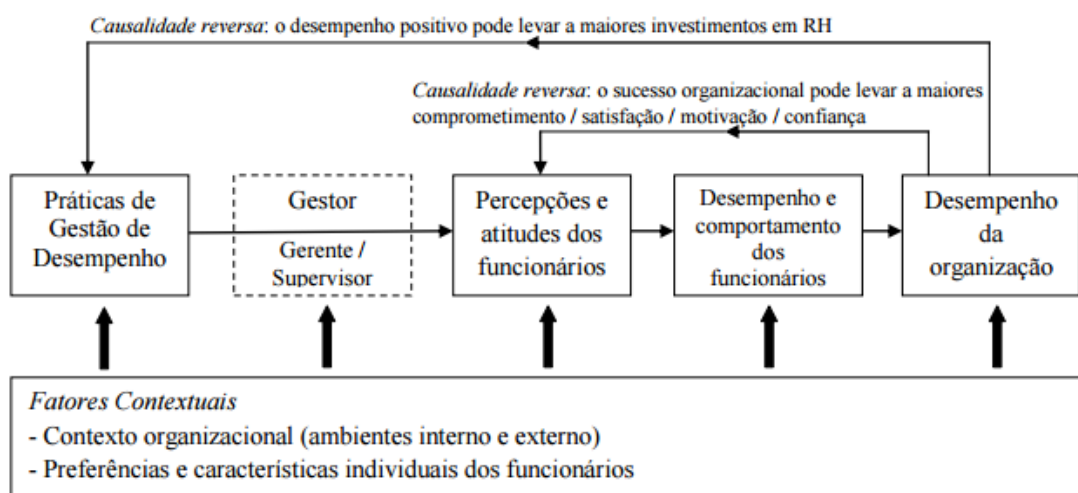 Causalidade reversa: o desempenho positivo pode levar a maiores investimentos em RH
Causalidade reversa: o sucesso organizacional pode levar a maiores
comprometimento / satisfação / motivação / confiança
Práticas de
Gestão de
Desempenho
Gestor
Gerente /
Supervisor
Percepções e
atitudes dos
funcionários
Desempenho e
comportamento
dos
funcionários
Desempenho
da
organização
Fatores Contextuais
- Contexto organizacional (ambientes interno e externo)
- Preferências e características individuais dos funcionários